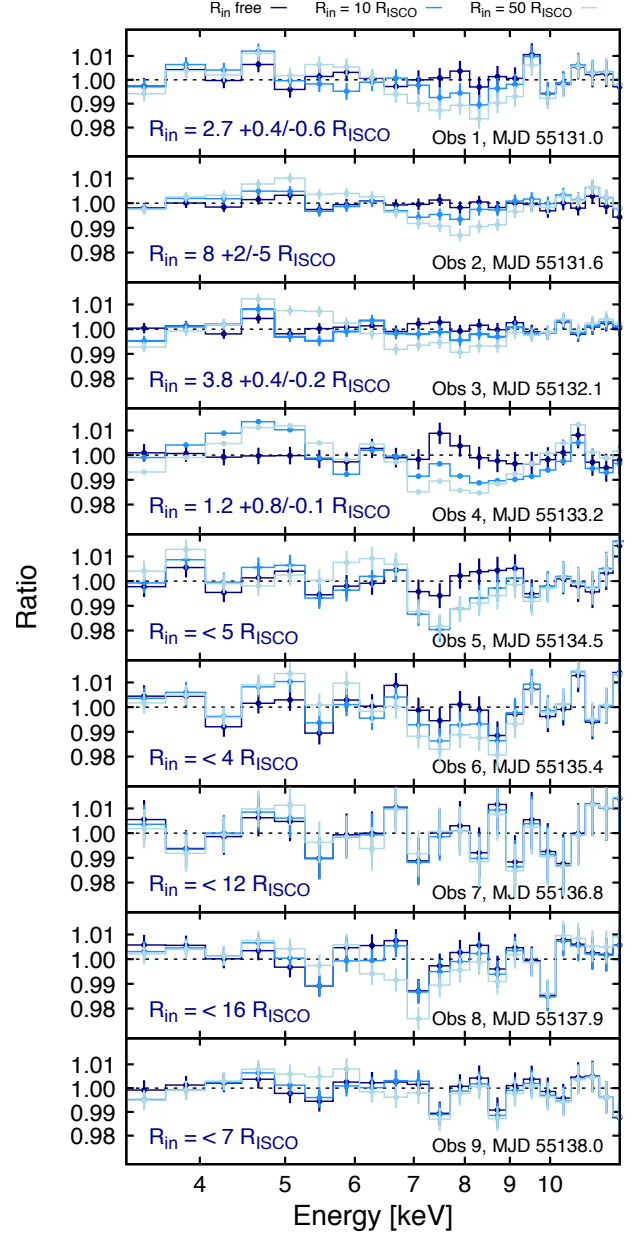 R_in free R_in = 10 R_ISCO R_in = 50 R_ISCO
1.01
1.00
0.99
0.98
R_in = 2.7 +0.4/-0.6 R_ISCO
Obs 1, MJD 55131.0
1.01
1.00
0.99
0.98
R_in = 8 +2/-5 R_ISCO
Obs 2, MJD 55131.6
1.01
1.00
0.99
0.98
R_in = 3.8 +0.4/-0.2 R_ISCO
Obs 3, MJD 55132.1
1.01
1.00
0.99
0.98
R_in = 1.2 +0.8/-0.1 R_ISCO
Obs 4, MJD 55133.2
Ratio
1.01
1.00
0.99
0.98
R_in = < 5 R_ISCO
Obs 5, MJD 55134.5
1.01
1.00
0.99
0.98
R_in = < 4 R_ISCO
Obs 6, MJD 55135.4
1.01
1.00
0.99
0.98
R_in = < 12 R_ISCO
Obs 7, MJD 55136.8
1.01
1.00
0.99
0.98
R_in = < 16 R_ISCO
Obs 8, MJD 55137.9
1.01
1.00
0.99
0.98
R_in = < 7 R_ISCO
Obs 9, MJD 55138.0
4 5 6 7 8 9 10
Energy [keV]